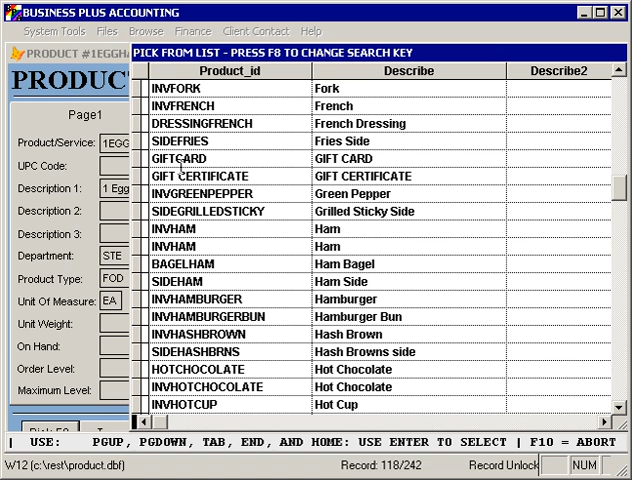 BUSINESS PLUS ACCOUNTING
System Tools Files Browse Finance Client Contact Help
PRODUCT #1EGGH
PICK FROM LIST - PRESS F8 TO CHANGE SEARCH KEY
PRODUC
Page1
Product/Service: 1EGG
UPC Code:
Description 1: 1 Egg
Description 2:
Description 3:
Department: STE
Product Type: FOD
Unit Of Measure: EA
Unit Weight:
On Hand:
Order Level:
Maximum Level:
Product_id Describe Describe2
INVFORK Fork
INVFRENCH French
DRESSINGFRENCH French Dressing
SIDEFRIES Fries Side
GIFTCARD GIFT CARD
GIFT CERTIFICATE GIFT CERTIFICATE
INVGREENPEPPER Green Pepper
SIDEGRILLEDSTICKY Grilled Sticky Side
INVHAM Ham
INVHAM Ham
BAGELHAM Ham Bagel
SIDEHAM Ham Side
INVHAMBURGER Hamburger
INVHAMBURGERBUN Hamburger Bun
INVHASHBROWN Hash Brown
SIDEHASHBRNS Hash Browns side
HOTCHOCOLATE Hot Chocolate
INVHOTCHOCOLATE Hot Chocolate
INVHOTCUP Hot Cup
| USE: PGUP, PGDOWN, TAB, END, AND HOME: USE ENTER TO SELECT | F10 = ABORT
W12 (c:\rest\product.dbf) Record: 118/242 Record Unlock NUM